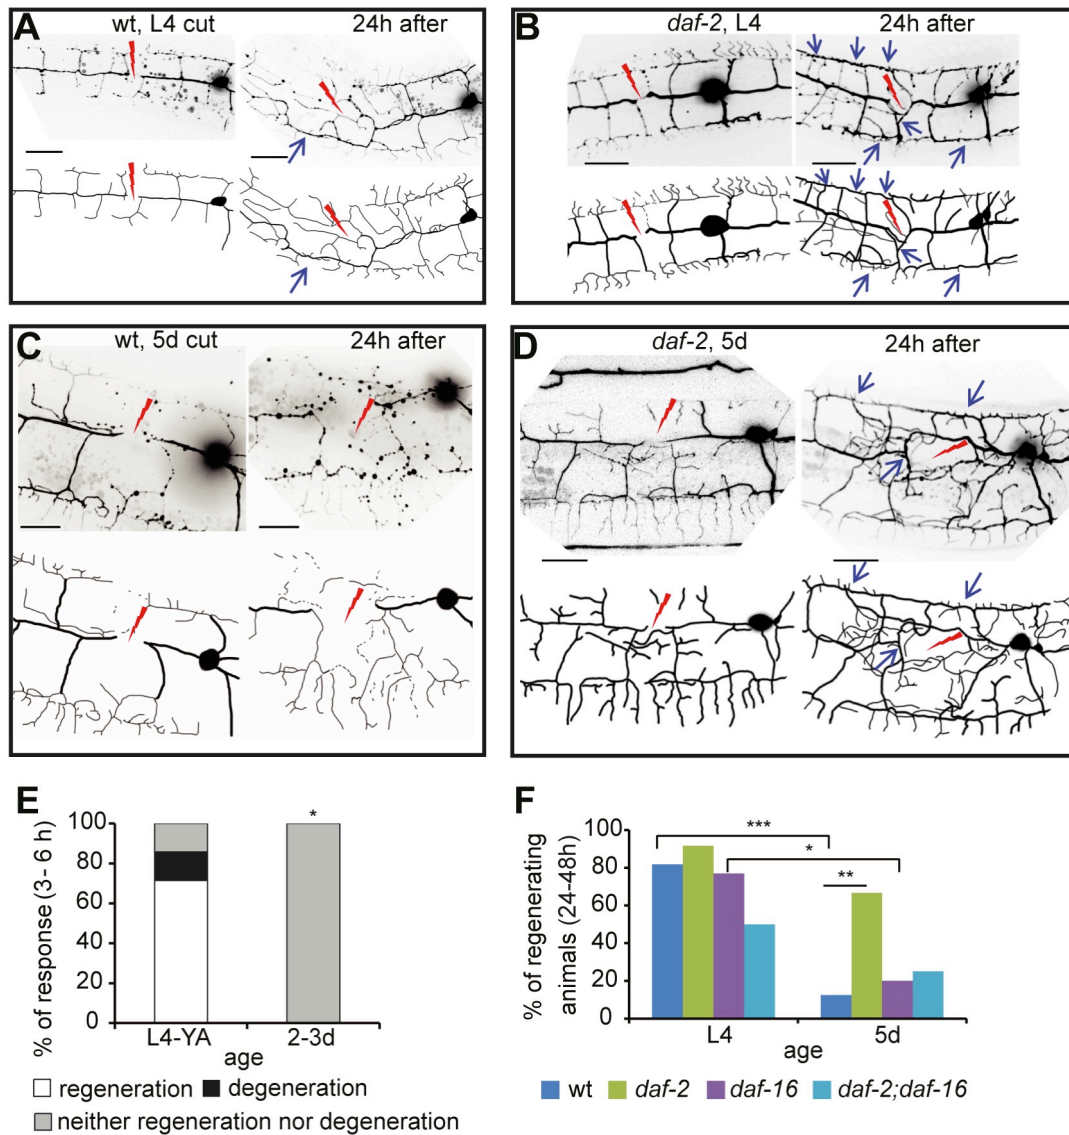 A wt, L4 cut 24h after
B daf-2, L4 24h after
C wt, 5d cut 24h after
D daf-2, 5d 24h after
E
% of response (3- 6 h)
100
80
60
40
20
0
*
L4-YA 2-3d
age
regeneration degeneration
neither regeneration nor degeneration
F
% of regenerating
animals (24-48h)
100
80
60
40
20
0
***
*
**
L4 5d
age
wt daf-2 daf-16 daf-2;daf-16